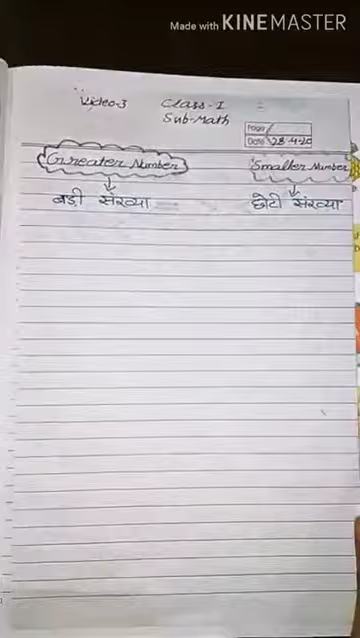 Made with KINEMASTER
Video-3 Class-I
Sub-Math
Page
Date 28-4-20
Greater Number Smaller Number
बडी संख्या छोटी संख्या